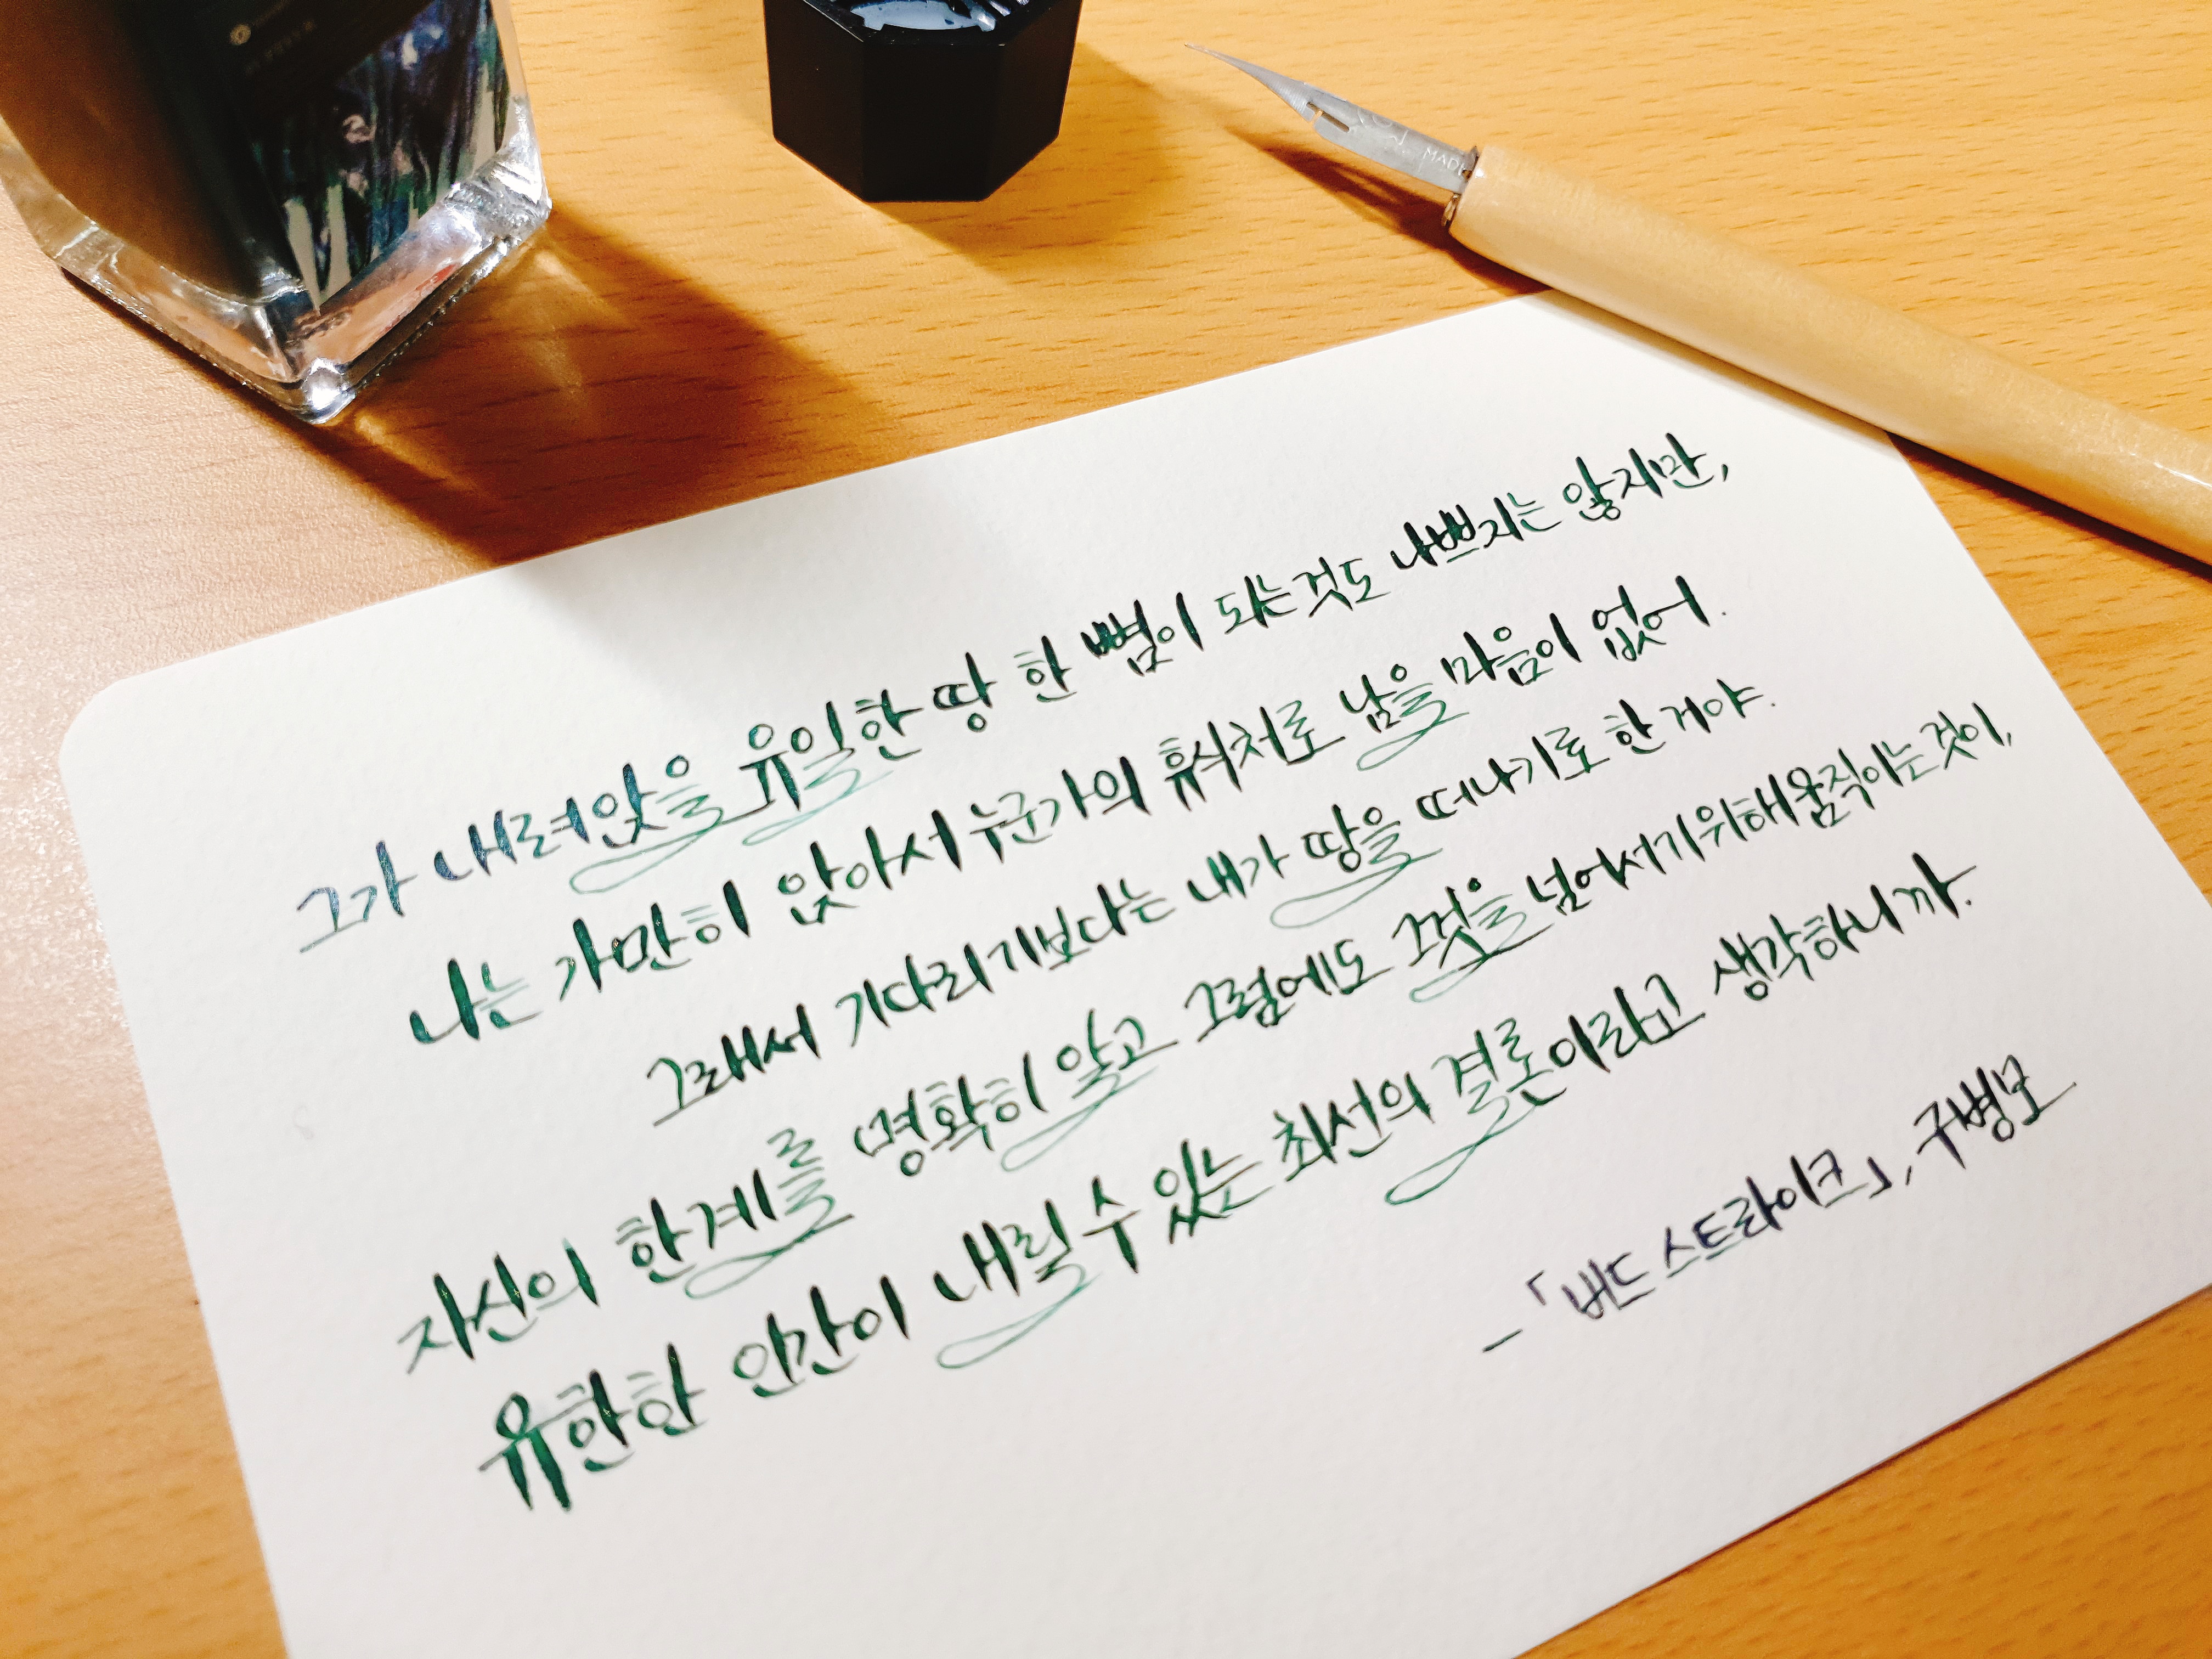 MADE
그가 내려앉을 유일한 땅 한 뼘이 되는것도 나쁘지는 않지만,
나는 가만히 앉아서 누군가의 휴식처로 남을 마음이 없어.
그래서 기다리기보다는 내가 땅을 떠나기로 한 거야.
자신의 한계를 명확히 알고 그럼에도 그것을 넘어서기위해 움직이는것이,
유한한 인간이 내릴 수 있는 최선의 결론이라고 생각하니까.
_「버드 스트라이크」, 구병모